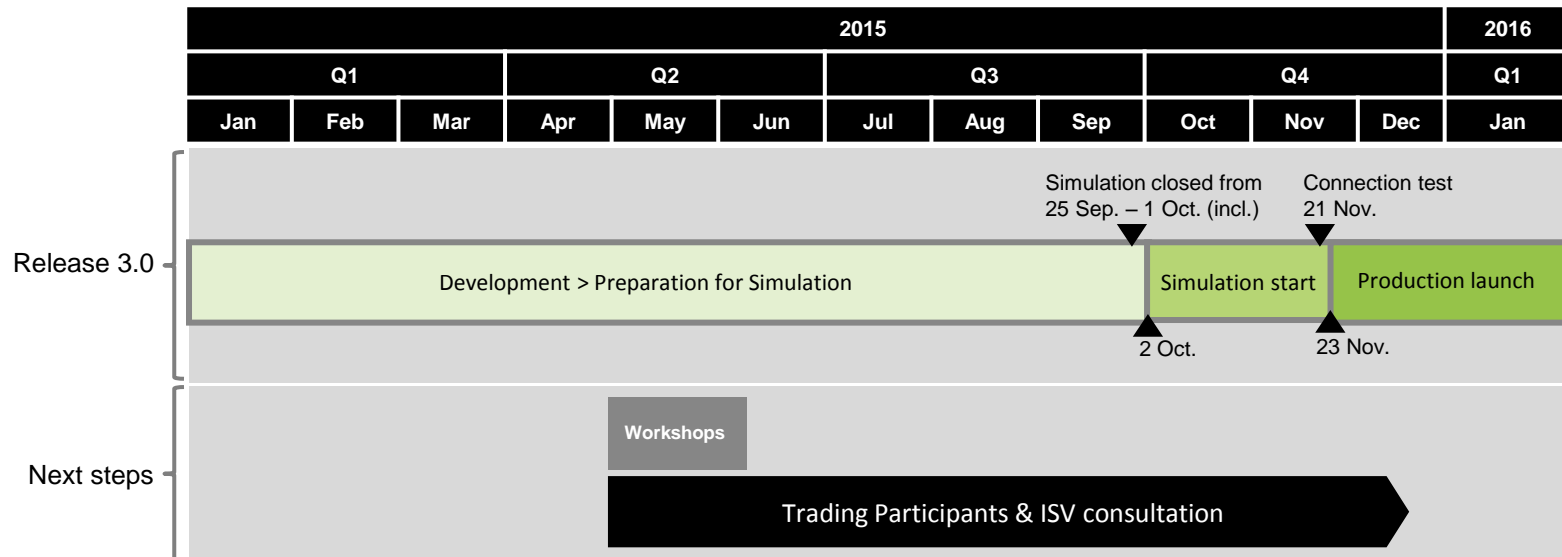 2015
2016
Q1
Q2
Q3
Q4
Q1
Jan
Feb
Mar
Apr
May
Jun
Jul
Aug
Sep
Oct
Nov
Dec
Jan
Release 3.0
Simulation closed from
25 Sep. – 1 Oct. (incl.)
Connection test
21 Nov.
Development > Preparation for Simulation
Simulation start
Production launch
2 Oct.
23 Nov.
Next steps
Workshops
Trading Participants & ISV consultation